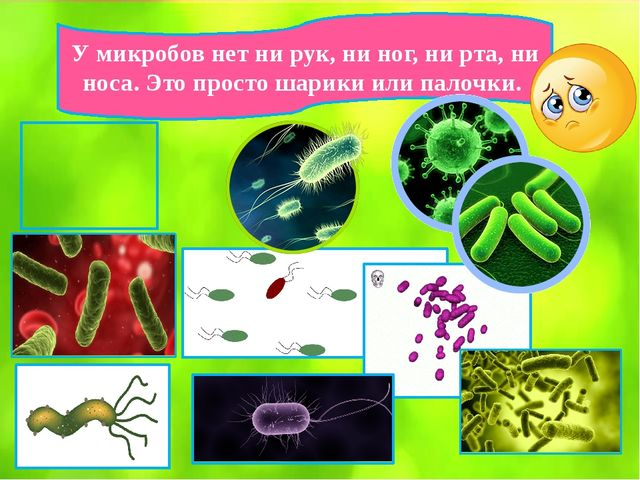 У микробов нет ни рук, ни ног, ни рта, ни
носа. Это просто шарики или палочки.